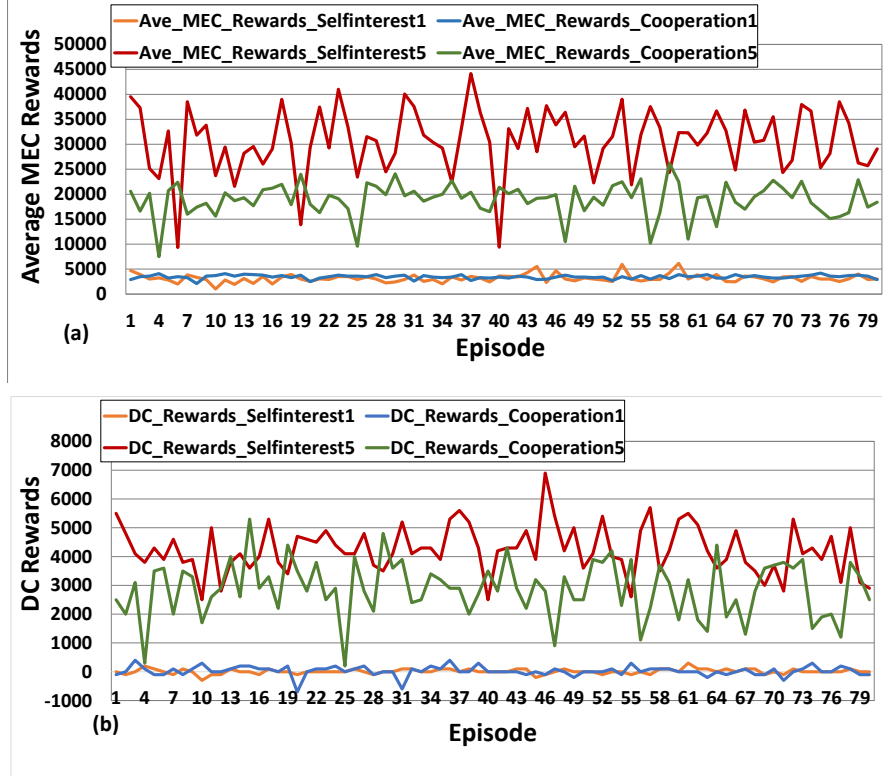 Ave_MEC_Rewards_Selfinterest1 Ave_MEC_Rewards_Cooperation1
Ave_MEC_Rewards_Selfinterest5 Ave_MEC_Rewards_Cooperation5
Average MEC Rewards
50000
45000
40000
35000
30000
25000
20000
15000
10000
5000
0
1 4 7 10 13 16 19 22 25 28 31 34 37 40 43 46 49 52 55 58 61 64 67 70 73 76 79
(a)
Episode
DC_Rewards_Selfinterest1 DC_Rewards_Cooperation1
DC_Rewards_Selfinterest5 DC_Rewards_Cooperation5
DC Rewards
8000
7000
6000
5000
4000
3000
2000
1000
0
-1000
1 4 7 10 13 16 19 22 25 28 31 34 37 40 43 46 49 52 55 58 61 64 67 70 73 76 79
(b)
Episode